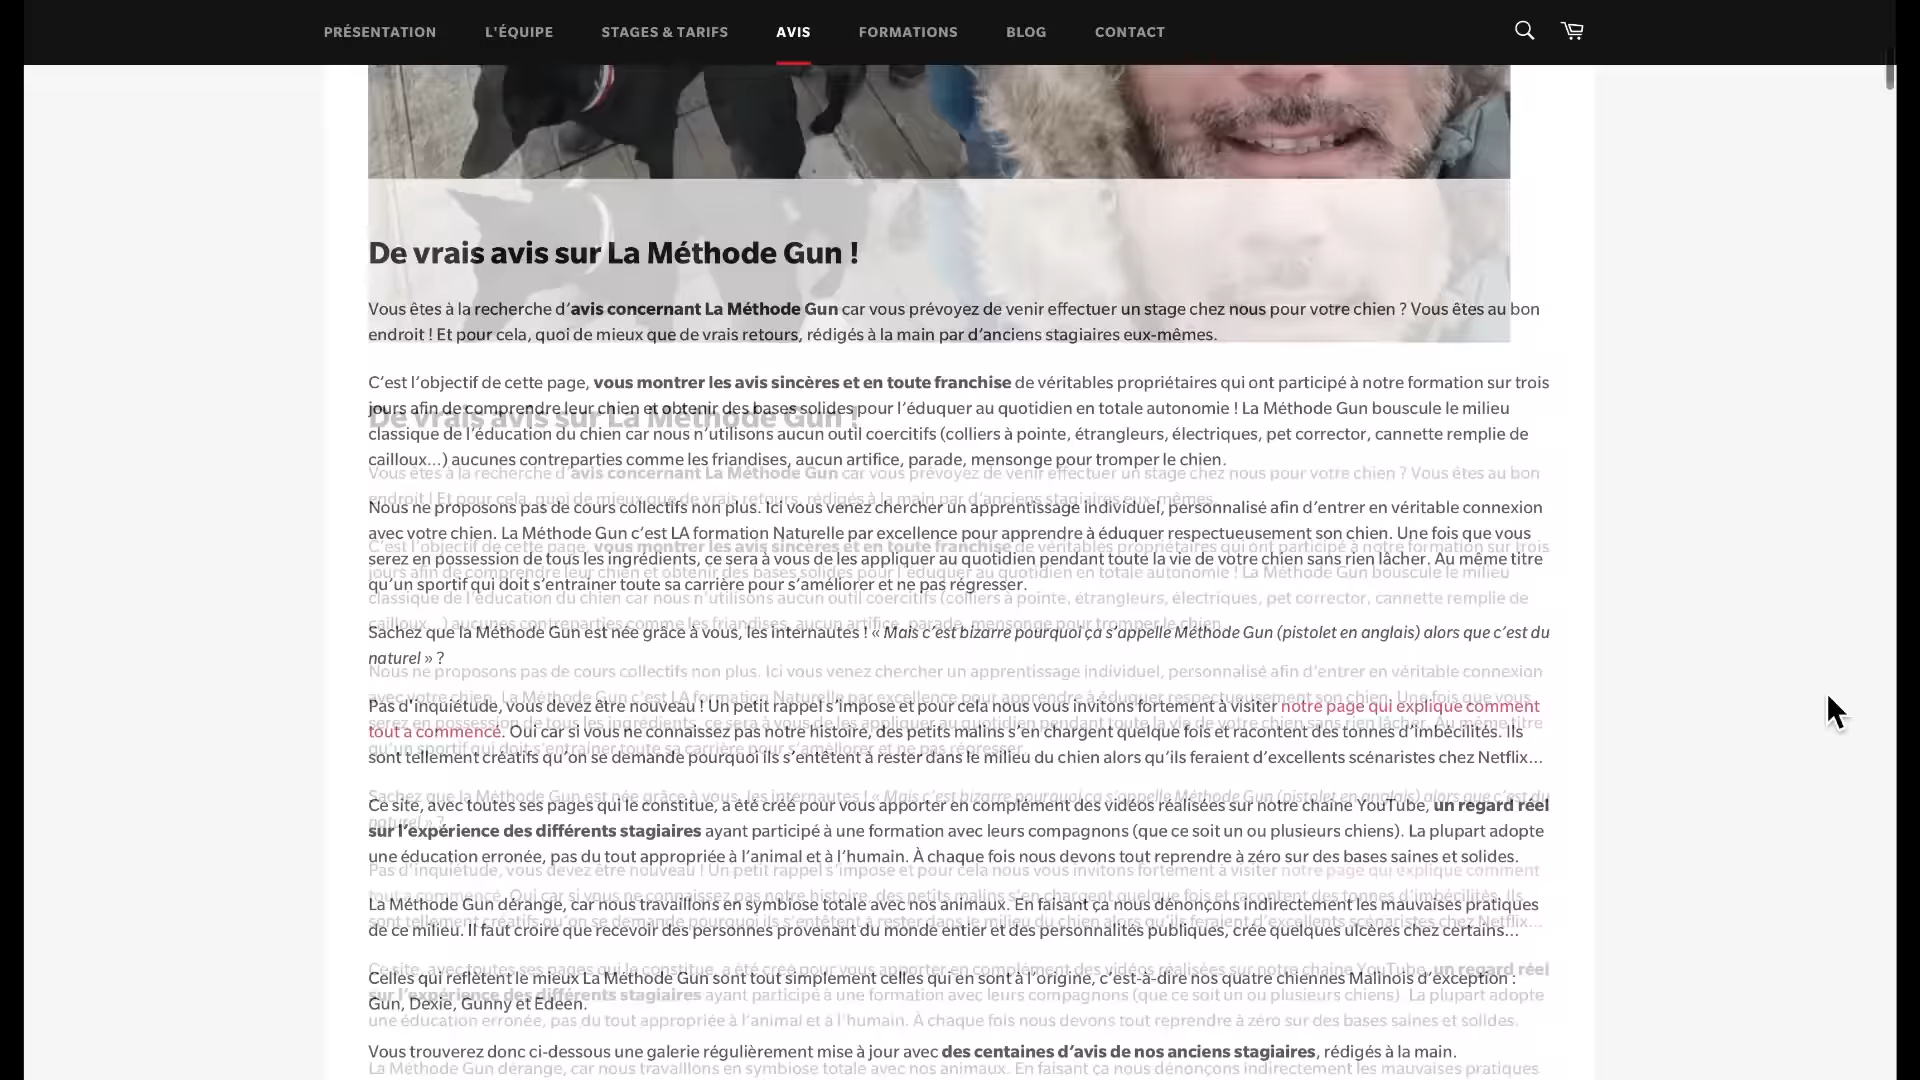 PRÉSENTATION L'ÉQUIPE STAGES & TARIFS AVIS FORMATIONS BLOG CONTACT
De vrais avis sur La Méthode Gun !
Vous êtes à la recherche d’avis concernant La Méthode Gun car vous prévoyez de venir effectuer un stage chez nous pour votre chien ? Vous êtes au bon
endroit ! Et pour cela, quoi de mieux que de vrais retours, rédigés à la main par d’anciens stagiaires eux-mêmes.
C’est l’objectif de cette page, vous montrer les avis sincères et en toute franchise de véritables propriétaires qui ont participé à notre formation sur trois
jours afin de comprendre leur chien et obtenir des bases solides pour l’éduquer au quotidien en totale autonomie ! La Méthode Gun bouscule le milieu
classique de l’éducation du chien car nous n’utilisons aucun outil coercitifs (colliers à pointe, étrangleurs, électriques, pet corrector, cannette remplie de
cailloux…) aucunes contreparties comme les friandises, aucun artifice, parade, mensonge pour tromper le chien.
Nous ne proposons pas de cours collectifs non plus. Ici vous venez chercher un apprentissage individuel, personnalisé afin d’entrer en véritable connexion
avec votre chien. La Méthode Gun c’est LA formation Naturelle par excellence pour apprendre à éduquer respectueusement son chien. Une fois que vous
serez en possession de tous les ingrédients, ce sera à vous de les appliquer au quotidien pendant toute la vie de votre chien sans rien lâcher. Au même titre
qu’un sportif qui doit s’entrainer toute sa carrière pour s’améliorer et ne pas régresser.
Sachez que la Méthode Gun est née grâce à vous, les internautes ! « Mais c’est bizarre pourquoi ça s’appelle Méthode Gun (pistolet en anglais) alors que c’est du
naturel » ?
Pas d’inquiétude, vous devez être nouveau ! Un petit rappel s’impose et pour cela nous vous invitons fortement à visiter notre page qui explique comment
tout a commencé. Oui car si vous ne connaissez pas notre histoire, des petits malins s’en chargent quelque fois et racontent des tonnes d’imbécilités. Ils
sont tellement créatifs qu’on se demande pourquoi ils s’entêtent à rester dans le milieu du chien alors qu’ils feraient d’excellents scénaristes chez Netflix…
Ce site, avec toutes ses pages qui le constitue, a été créé pour vous apporter en complément des vidéos réalisées sur notre chaine YouTube, un regard réel
sur l’expérience des différents stagiaires ayant participé à une formation avec leurs compagnons (que ce soit un ou plusieurs chiens). La plupart adopte
une éducation erronée, pas du tout appropriée à l’animal et à l’humain. À chaque fois nous devons tout reprendre à zéro sur des bases saines et solides.
La Méthode Gun dérange, car nous travaillons en symbiose totale avec nos animaux. En faisant ça nous dénonçons indirectement les mauvaises pratiques
de ce milieu. Il faut croire que recevoir des personnes provenant du monde entier et des personnalités publiques, crée quelques ulcères chez certains…
Celles qui reflètent le mieux La Méthode Gun sont tout simplement celles qui en sont à l’origine, c’est-à-dire nos quatre chiennes Malinois d’exception :
Gun, Dexie, Gunny et Edeen.
Vous trouverez donc ci-dessous une galerie régulièrement mise à jour avec des centaines d’avis de nos anciens stagiaires, rédigés à la main.